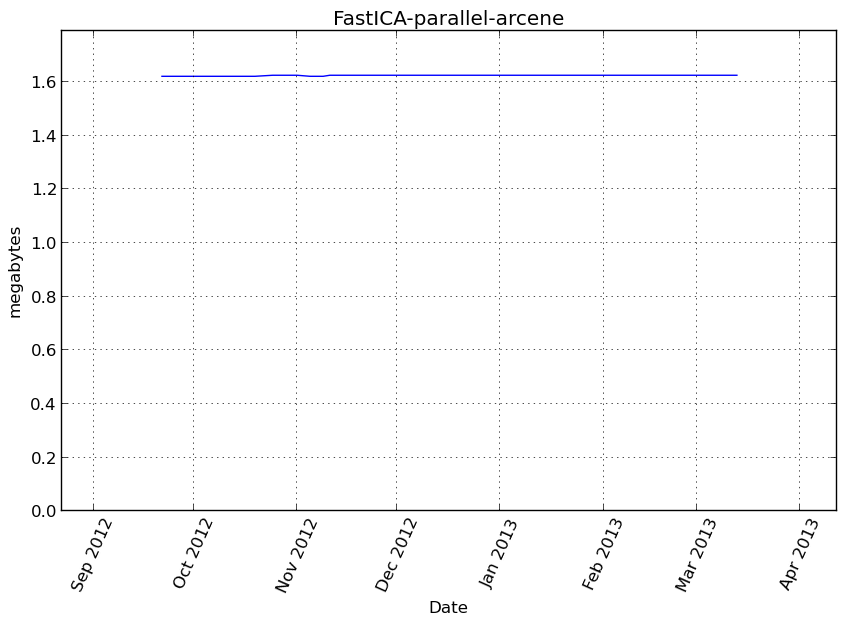 FastICA-parallel-arcene
megabytes
1.6
1.4
1.2
1.0
0.8
0.6
0.4
0.2
0.0
Sep 2012
Oct 2012
Nov 2012
Dec 2012
Jan 2013
Feb 2013
Mar 2013
Apr 2013
Date